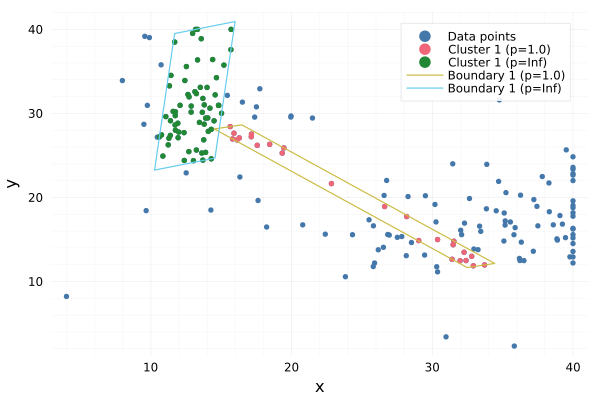 40
30
20
10
y
10
20
30
40
x
Data points
Cluster 1 (p=1.0)
Cluster 1 (p=Inf)
Boundary 1 (p=1.0)
Boundary 1 (p=Inf)